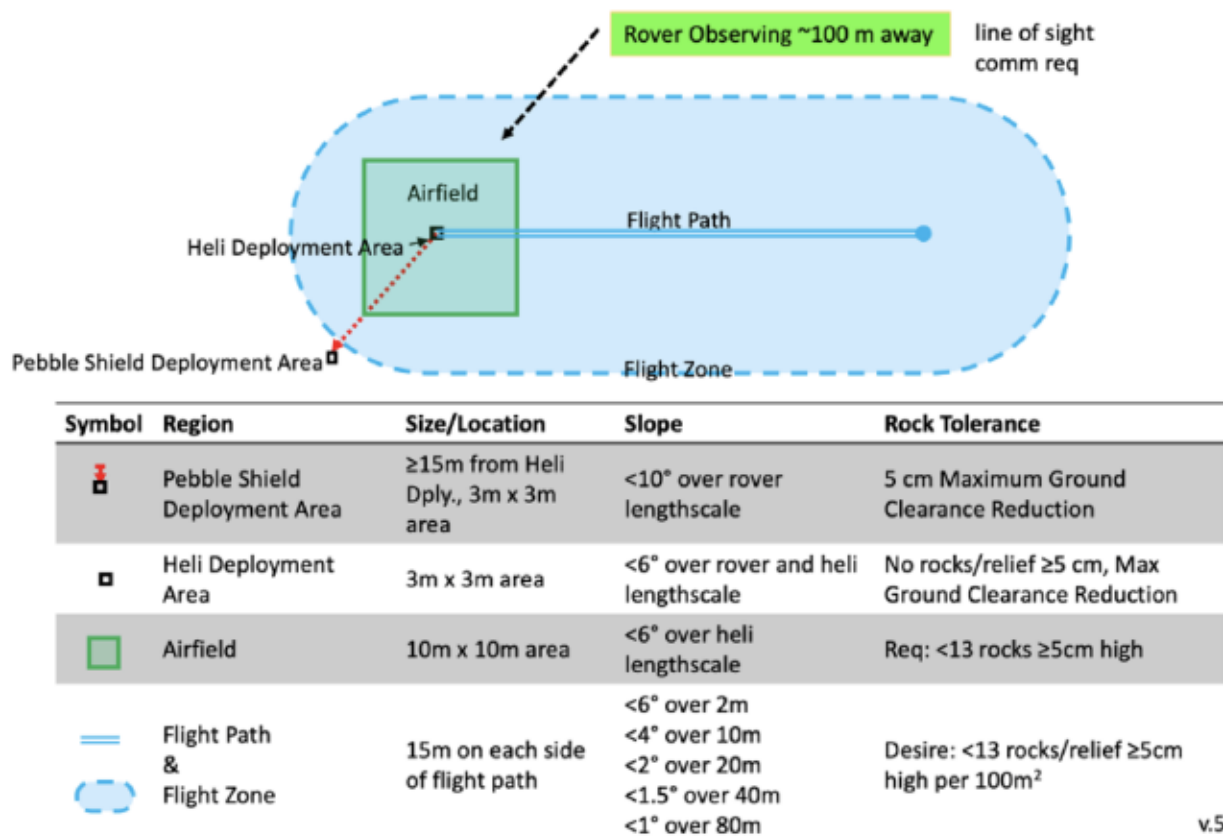 Rover Observing ~100 m away
line of sight
comm req
Airfield
Flight Path
Heli Deployment Area
Pebble Shield Deployment Area
Flight Zone
Symbol Region Size/Location Slope Rock Tolerance
Pebble Shield
Deployment Area
≥15m from Heli
Dply., 3m x 3m
area
<10° over rover
lengthscale
5 cm Maximum Ground
Clearance Reduction
Heli Deployment
Area
3m x 3m area
<6° over rover and heli
lengthscale
No rocks/relief ≥5 cm, Max
Ground Clearance Reduction
Airfield
10m x 10m area
<6° over heli
lengthscale
Req: <13 rocks ≥5cm high
Flight Path
&
Flight Zone
15m on each side
of flight path
<6° over 2m
<4° over 10m
<2° over 20m
<1.5° over 40m
<1° over 80m
Desire: <13 rocks/relief ≥5cm
high per 100m²
v.5